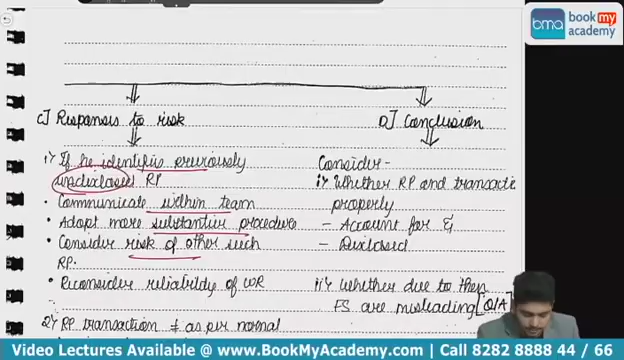 bma
book my
academy
C] Responses to risk
D] Conclusion
1) If he identifies previously
undisclosed RP
• Communicate within team
• Adopt more substantive procedure
• Consider risk of other such
RP.
• Reconsider reliability of WR
2) RP transaction ≠ as per normal
Consider -
i) Whether RP and transactic
properly
- Account for &
- Disclosed
ii) Whether due to them
FS are misleading [Q/A]
Video Lectures Available @ www.BookMyAcademy.com | Call 8282 8888 44 / 66